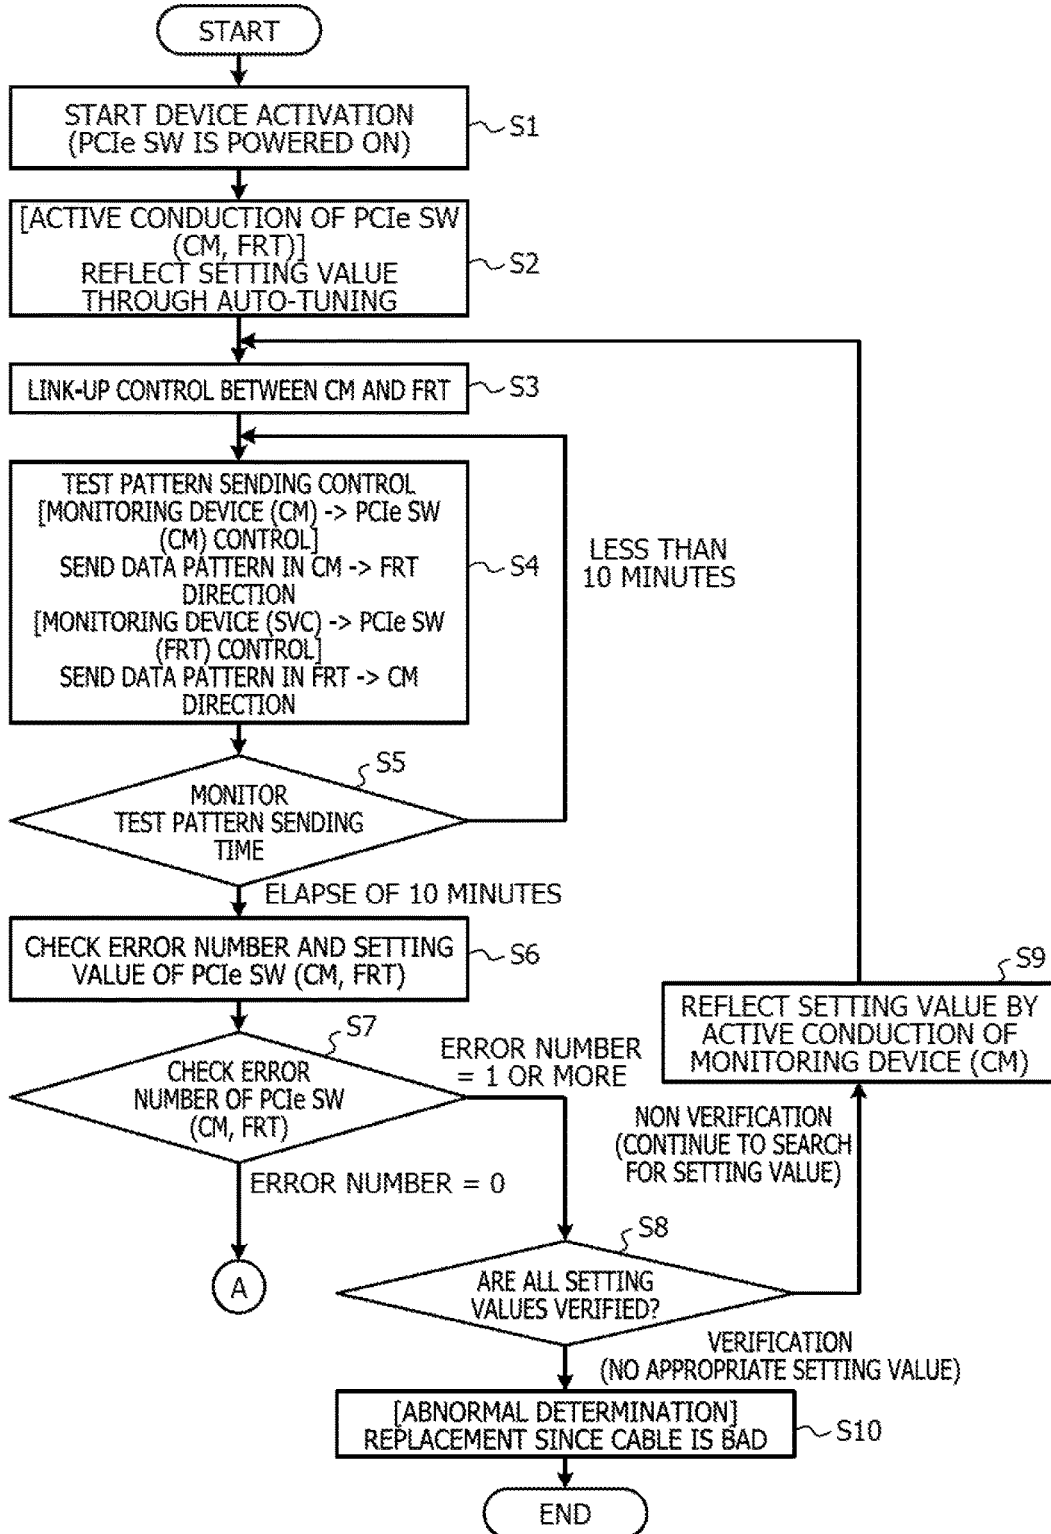 START
START DEVICE ACTIVATION
(PCIe SW IS POWERED ON)
S1
[ACTIVE CONDUCTION OF PCIe SW
(CM, FRT)]
REFLECT SETTING VALUE
THROUGH AUTO-TUNING
S2
LINK-UP CONTROL BETWEEN CM AND FRT
S3
TEST PATTERN SENDING CONTROL
[MONITORING DEVICE (CM) -> PCIe SW
(CM) CONTROL]
SEND DATA PATTERN IN CM -> FRT
DIRECTION
[MONITORING DEVICE (SVC) -> PCIe SW
(FRT) CONTROL]
SEND DATA PATTERN IN FRT -> CM
DIRECTION
S4
LESS THAN
10 MINUTES
S5
MONITOR
TEST PATTERN SENDING
TIME
ELAPSE OF 10 MINUTES
CHECK ERROR NUMBER AND SETTING
VALUE OF PCIe SW (CM, FRT)
S6
S7
CHECK ERROR
NUMBER OF PCIe SW
(CM, FRT)
ERROR NUMBER
= 1 OR MORE
ERROR NUMBER = 0
A
S9
REFLECT SETTING VALUE BY
ACTIVE CONDUCTION OF
MONITORING DEVICE (CM)
NON VERIFICATION
(CONTINUE TO SEARCH
FOR SETTING VALUE)
S8
ARE ALL SETTING
VALUES VERIFIED?
VERIFICATION
(NO APPROPRIATE SETTING VALUE)
[ABNORMAL DETERMINATION]
REPLACEMENT SINCE CABLE IS BAD
S10
END